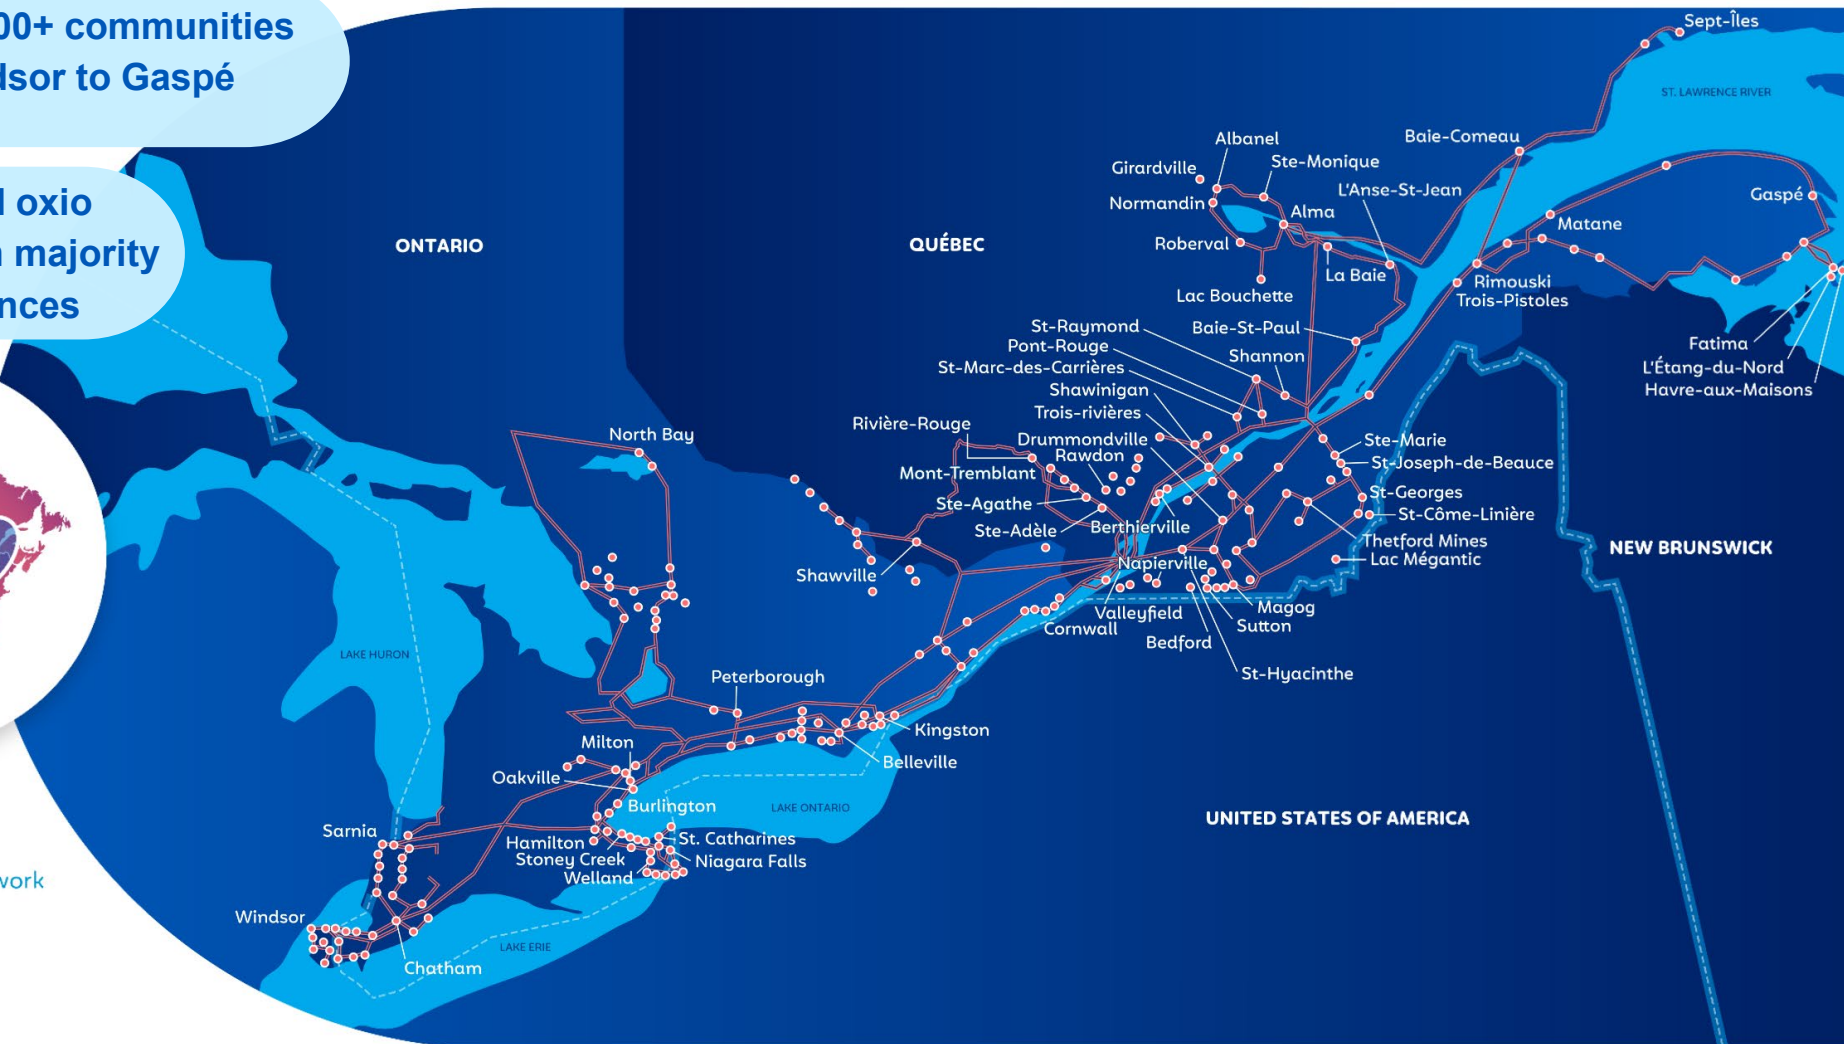 00+ communities
dsor to Gaspé
l oxio
n majority
nces
work
ONTARIO
QUÉBEC
NEW BRUNSWICK
UNITED STATES OF AMERICA
ST. LAWRENCE RIVER
LAKE HURON
LAKE ONTARIO
LAKE ERIE
Sept-Îles
Baie-Comeau
Albanel
Girardville
Ste-Monique
L'Anse-St-Jean
Normandin
Alma
Roberval
La Baie
Lac Bouchette
Gaspé
Matane
Rimouski
Trois-Pistoles
Fatima
L'Étang-du-Nord
Havre-aux-Maisons
St-Raymond
Baie-St-Paul
Pont-Rouge
Shannon
St-Marc-des-Carrières
Shawinigan
Trois-rivières
Rivière-Rouge
Drummondville
Rawdon
Mont-Tremblant
Ste-Agathe
Ste-Adèle
Berthierville
Ste-Marie
St-Joseph-de-Beauce
St-Georges
St-Côme-Linière
Thetford Mines
Lac Mégantic
North Bay
Shawville
Napierville
Valleyfield
Cornwall
Bedford
Magog
Sutton
St-Hyacinthe
Peterborough
Kingston
Belleville
Milton
Oakville
Burlington
Sarnia
Hamilton
St. Catharines
Stoney Creek
Niagara Falls
Welland
Windsor
Chatham